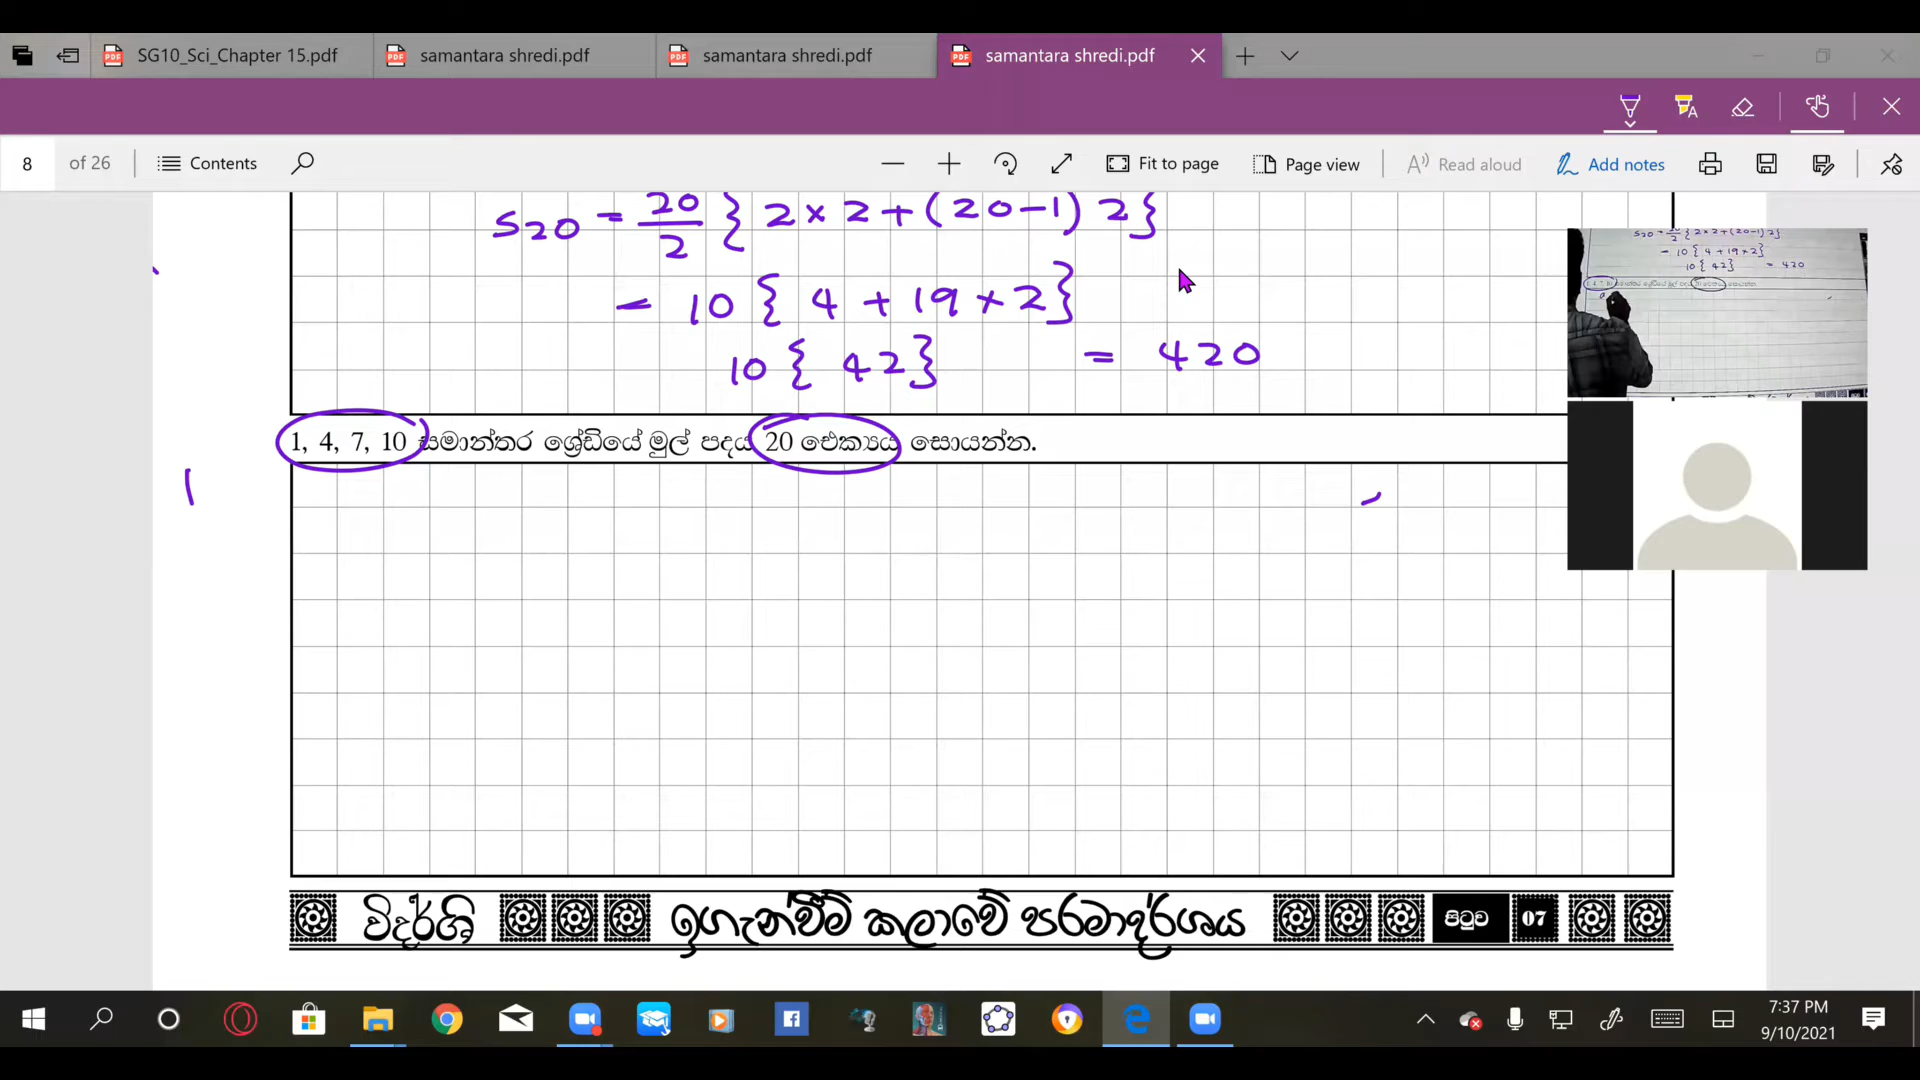 SG10_Sci_Chapter 15.pdf samantara shredi.pdf samantara shredi.pdf samantara shredi.pdf
8 of 26 Contents Fit to page Page view Read aloud Add notes
S20 = 20/2 { 2 × 2 + (20-1) 2}
= 10 { 4 + 19 × 2}
10 { 42} = 420
1, 4, 7, 10 සමාන්තර ශ්‍රේඩියේ මුල් පදය 20 ඓක්‍යය සොයන්න.
විදර්ශි ඉගැන්වීම් කලාවේ පරමාදර්ශය පිටුව 07
7:37 PM
9/10/2021